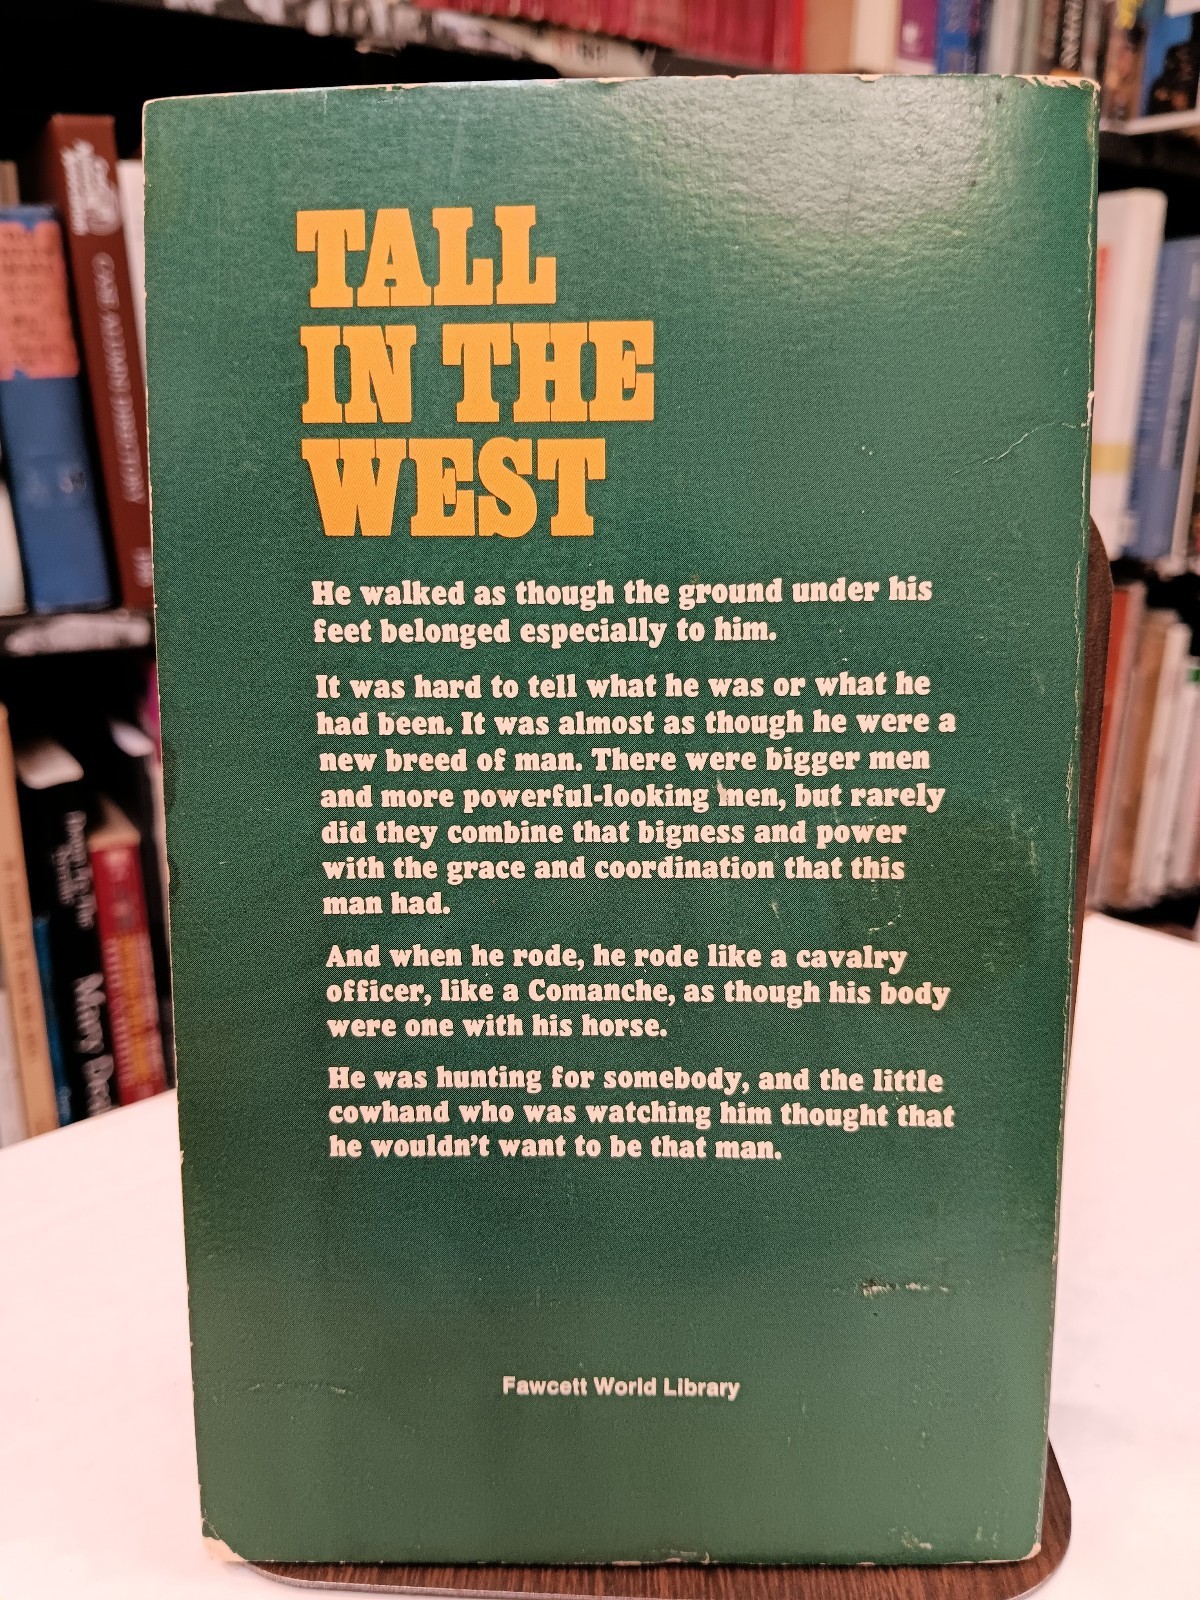 TALL
IN THE
WEST
He walked as though the ground under his
feet belonged especially to him.
It was hard to tell what he was or what he
had been. It was almost as though he were a
new breed of man. There were bigger men
and more powerful-looking men, but rarely
did they combine that bigness and power
with the grace and coordination that this
man had.
And when he rode, he rode like a cavalry
officer, like a Comanche, as though his body
were one with his horse.
He was hunting for somebody, and the little
cowhand who was watching him thought that
he wouldn't want to be that man.
Fawcett World Library